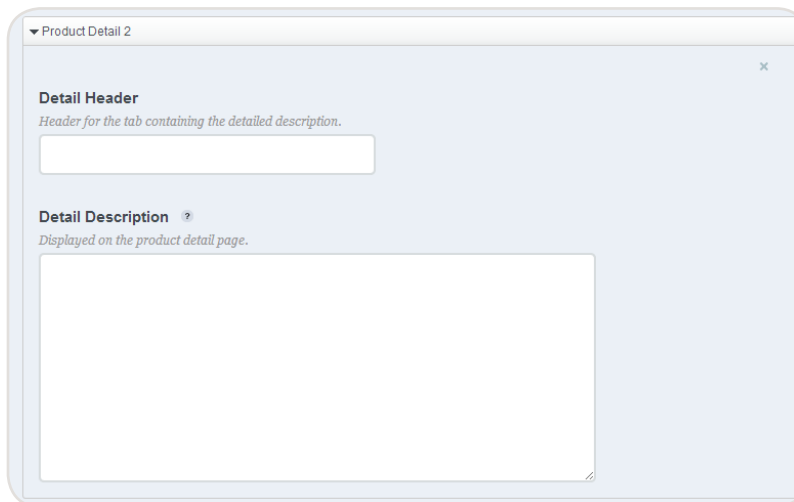 Product Detail 2
×
Detail Header
Header for the tab containing the detailed description.
Detail Description ?
Displayed on the product detail page.